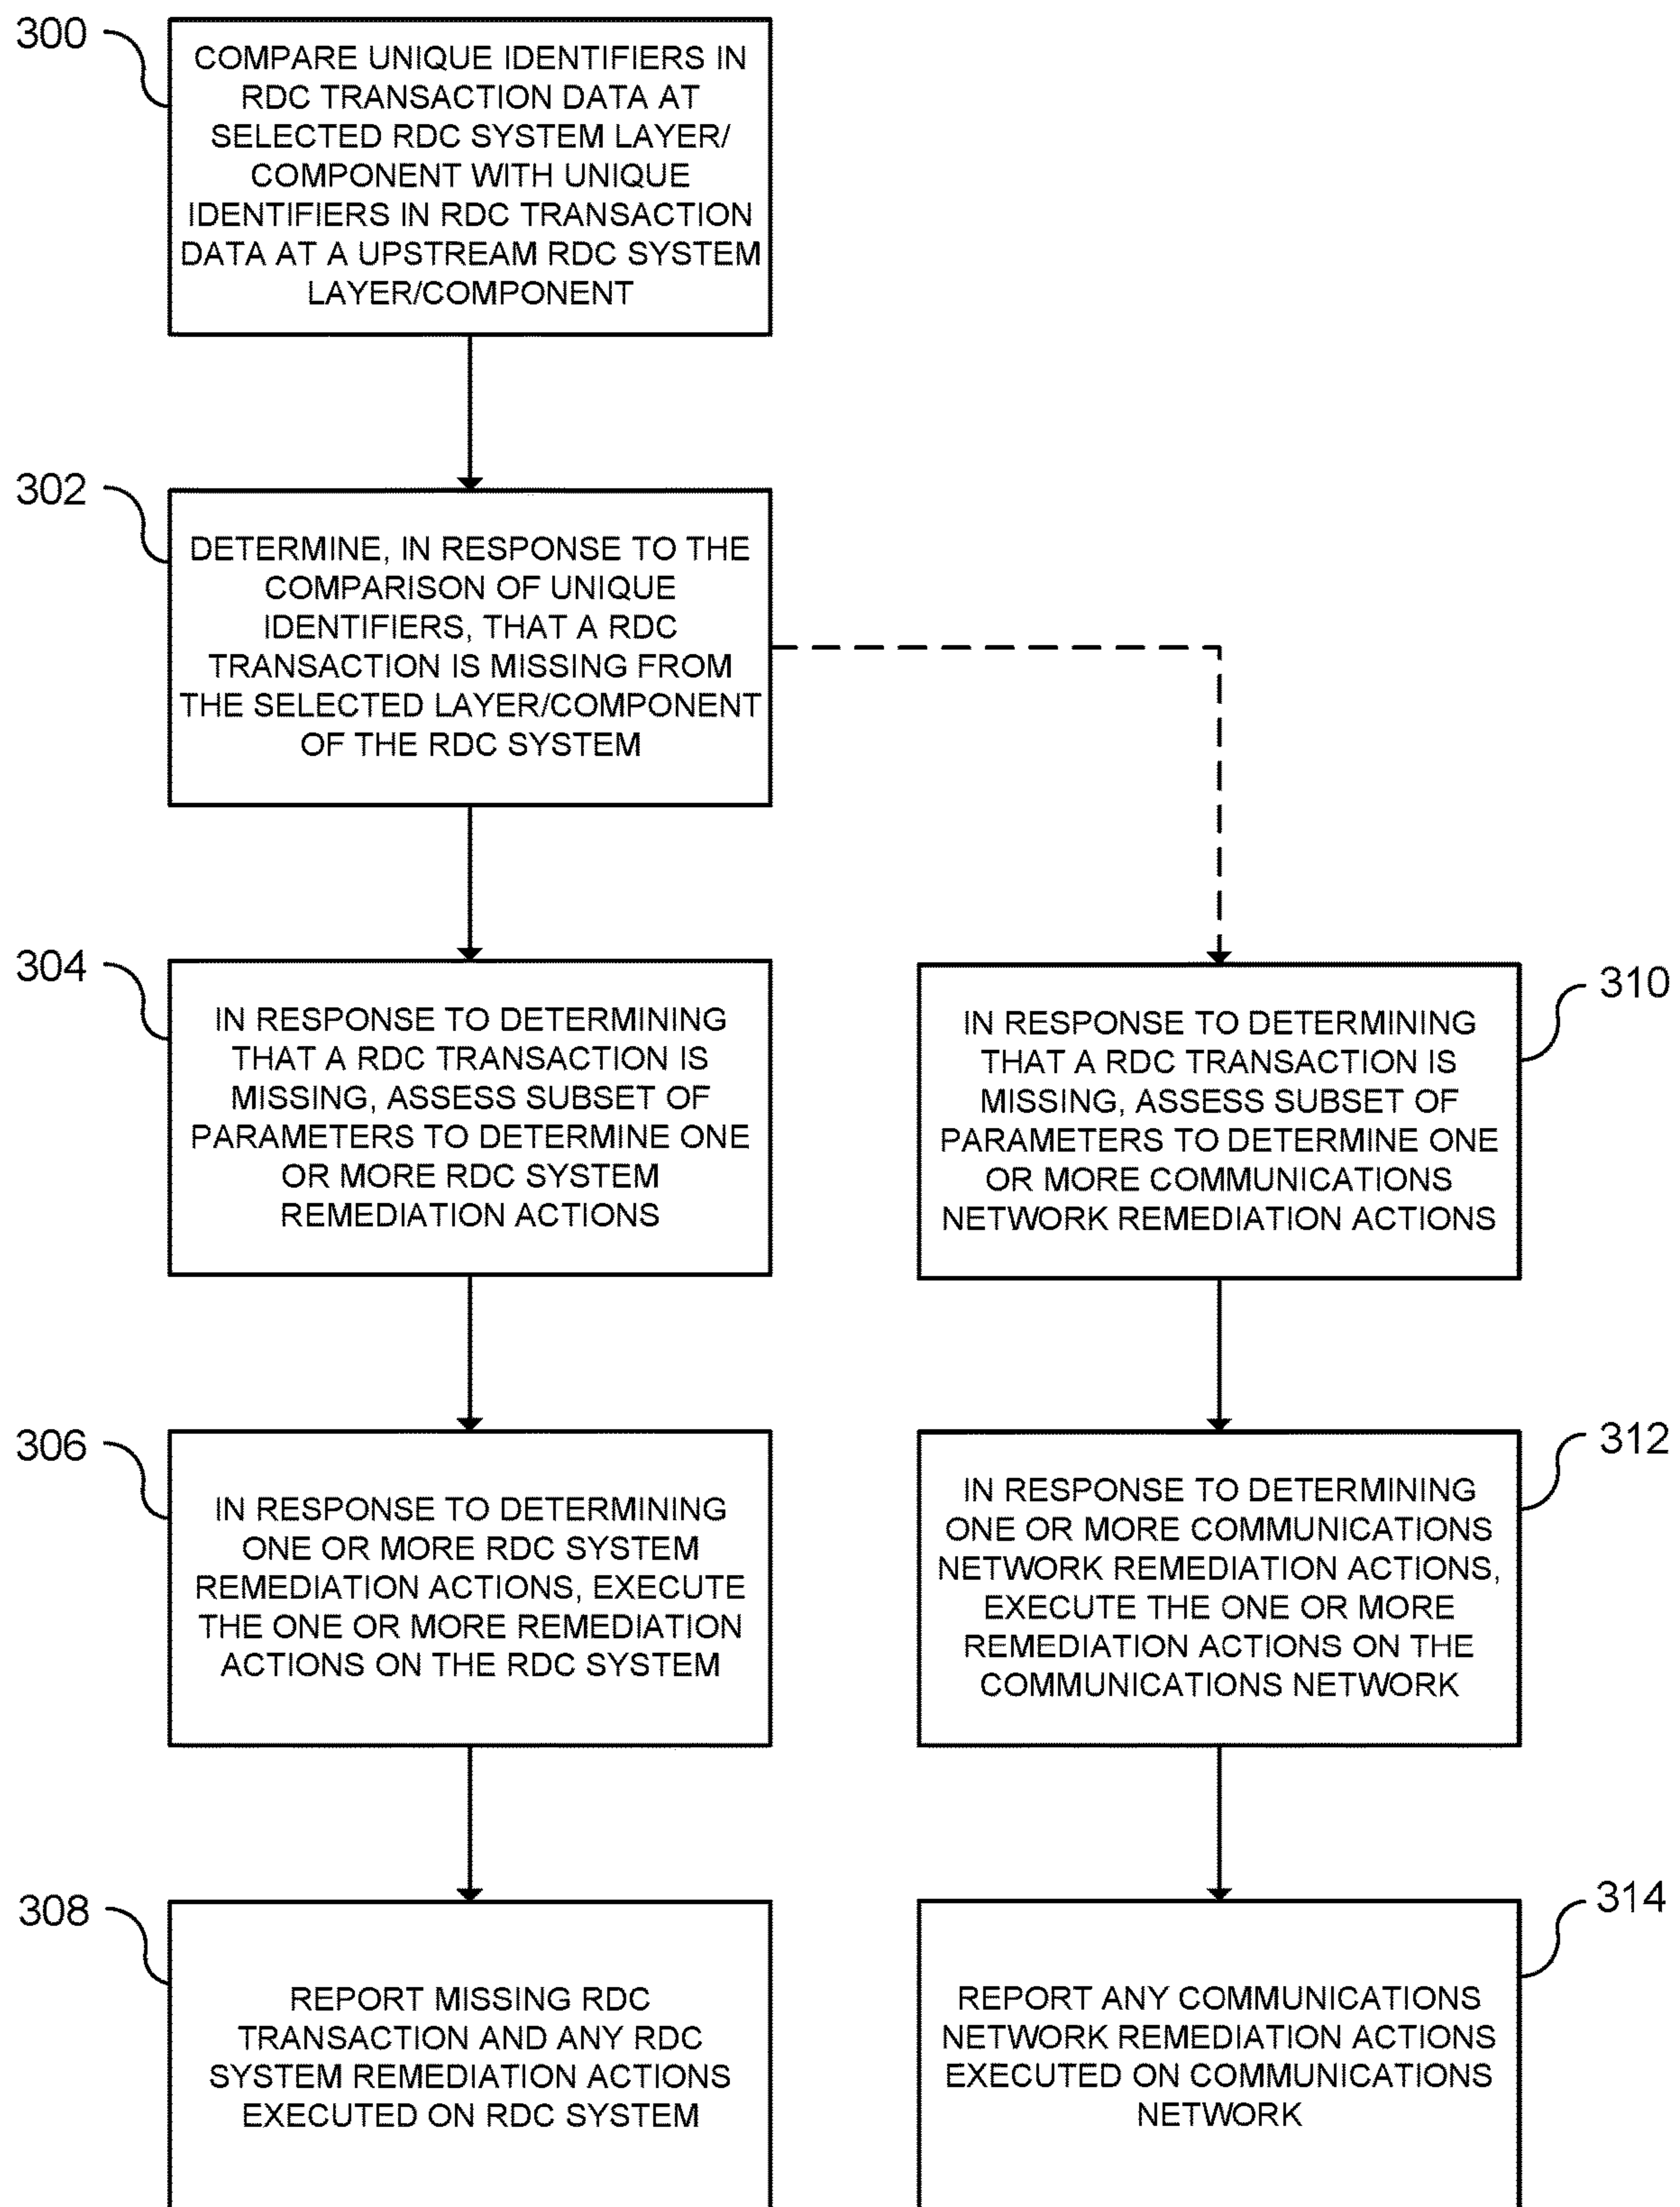 300
COMPARE UNIQUE IDENTIFIERS IN
RDC TRANSACTION DATA AT
SELECTED RDC SYSTEM LAYER/
COMPONENT WITH UNIQUE
IDENTIFIERS IN RDC TRANSACTION
DATA AT A UPSTREAM RDC SYSTEM
LAYER/COMPONENT
302
DETERMINE, IN RESPONSE TO THE
COMPARISON OF UNIQUE
IDENTIFIERS, THAT A RDC
TRANSACTION IS MISSING FROM
THE SELECTED LAYER/COMPONENT
OF THE RDC SYSTEM
304
IN RESPONSE TO DETERMINING
THAT A RDC TRANSACTION IS
MISSING, ASSESS SUBSET OF
PARAMETERS TO DETERMINE ONE
OR MORE RDC SYSTEM
REMEDIATION ACTIONS
306
IN RESPONSE TO DETERMINING
ONE OR MORE RDC SYSTEM
REMEDIATION ACTIONS, EXECUTE
THE ONE OR MORE REMEDIATION
ACTIONS ON THE RDC SYSTEM
308
REPORT MISSING RDC
TRANSACTION AND ANY RDC
SYSTEM REMEDIATION ACTIONS
EXECUTED ON RDC SYSTEM
310
IN RESPONSE TO DETERMINING
THAT A RDC TRANSACTION IS
MISSING, ASSESS SUBSET OF
PARAMETERS TO DETERMINE ONE
OR MORE COMMUNICATIONS
NETWORK REMEDIATION ACTIONS
312
IN RESPONSE TO DETERMINING
ONE OR MORE COMMUNICATIONS
NETWORK REMEDIATION ACTIONS,
EXECUTE THE ONE OR MORE
REMEDIATION ACTIONS ON THE
COMMUNICATIONS NETWORK
314
REPORT ANY COMMUNICATIONS
NETWORK REMEDIATION ACTIONS
EXECUTED ON COMMUNICATIONS
NETWORK